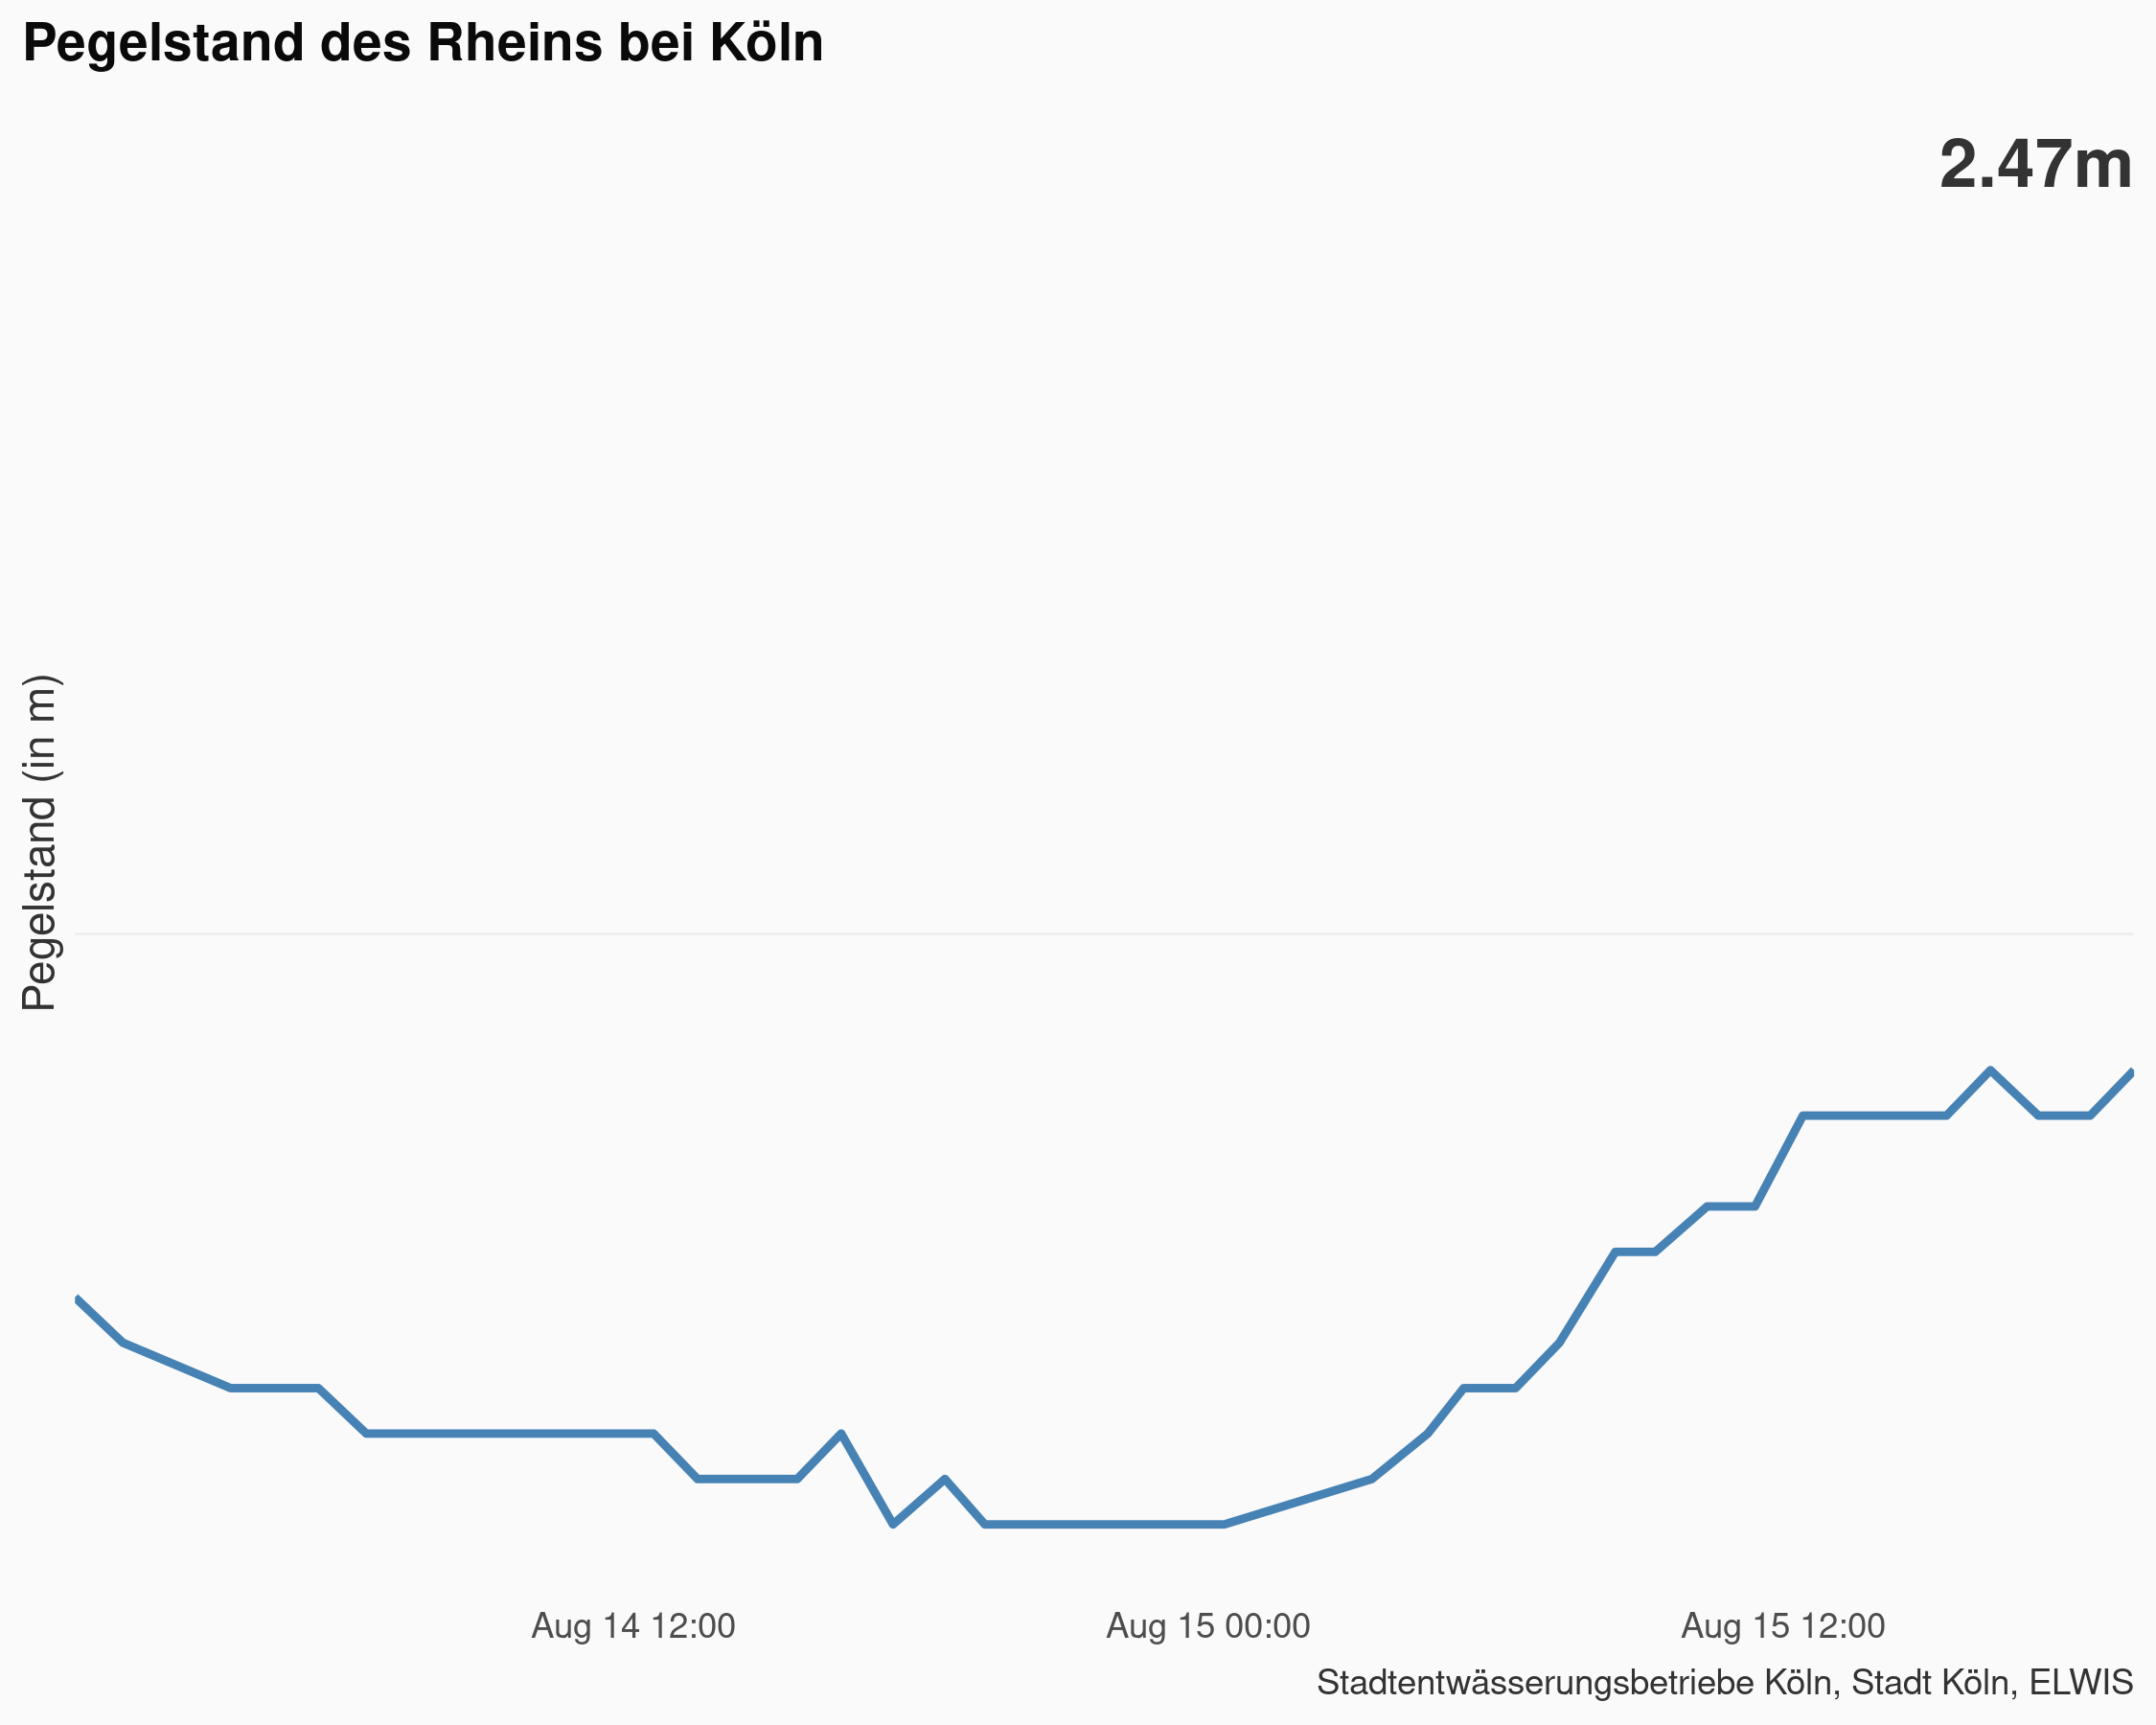 Pegelstand des Rheins bei Köln
2.47m
Pegelstand (in m)
Aug 14 12:00
Aug 15 00:00
Aug 15 12:00
Stadtentwässerungsbetriebe Köln, Stadt Köln, ELWIS